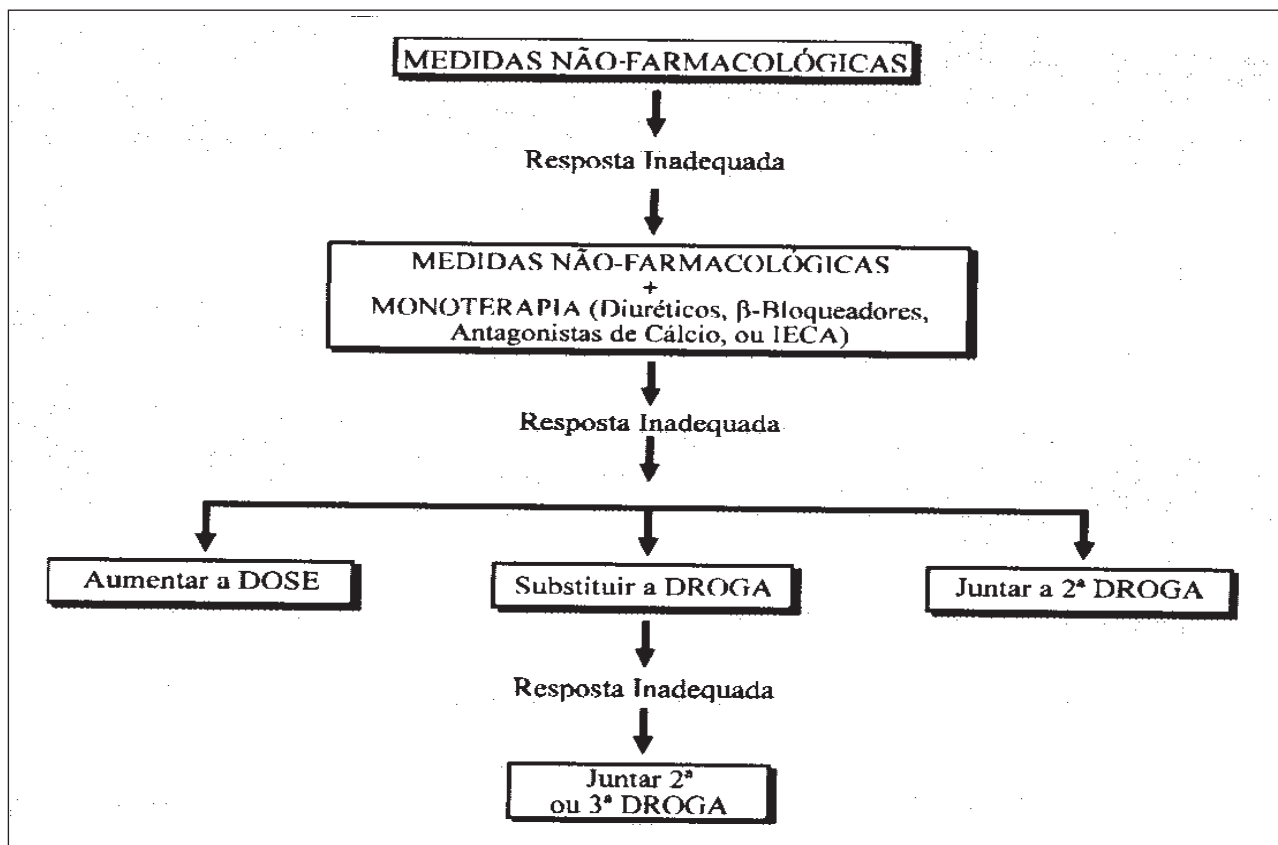 MEDIDAS NÃO-FARMACOLÓGICAS
Resposta Inadequada
MEDIDAS NÃO-FARMACOLÓGICAS
+
MONOTERAPIA (Diuréticos, β-Bloqueadores,
Antagonistas de Cálcio, ou IECA)
Resposta Inadequada
Aumentar a DOSE
Substituir a DROGA
Juntar a 2ª DROGA
Resposta Inadequada
Juntar 2ª
ou 3ª DROGA